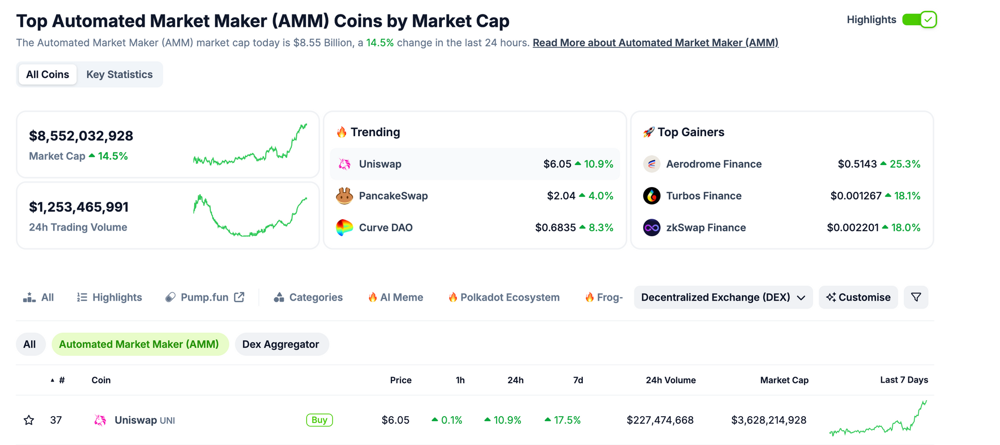 Top Automated Market Maker (AMM) Coins by Market Cap
Highlights
The Automated Market Maker (AMM) market cap today is $8.55 Billion, a 14.5% change in the last 24 hours. Read More about Automated Market Maker (AMM)
All Coins Key Statistics
$8,552,032,928
Market Cap 14.5%
$1,253,465,991
24h Trading Volume
Trending
Uniswap $6.05 10.9%
PancakeSwap $2.04 4.0%
Curve DAO $0.6835 8.3%
Top Gainers
Aerodrome Finance $0.5143 25.3%
Turbos Finance $0.001267 18.1%
zkSwap Finance $0.002201 18.0%
All Highlights Pump.fun Categories AI Meme Polkadot Ecosystem Frog- Decentralized Exchange (DEX) Customise
All Automated Market Maker (AMM) Dex Aggregator
# Coin Price 1h 24h 7d 24h Volume Market Cap Last 7 Days
37 Uniswap UNI Buy $6.05 0.1% 10.9% 17.5% $227,474,668 $3,628,214,928